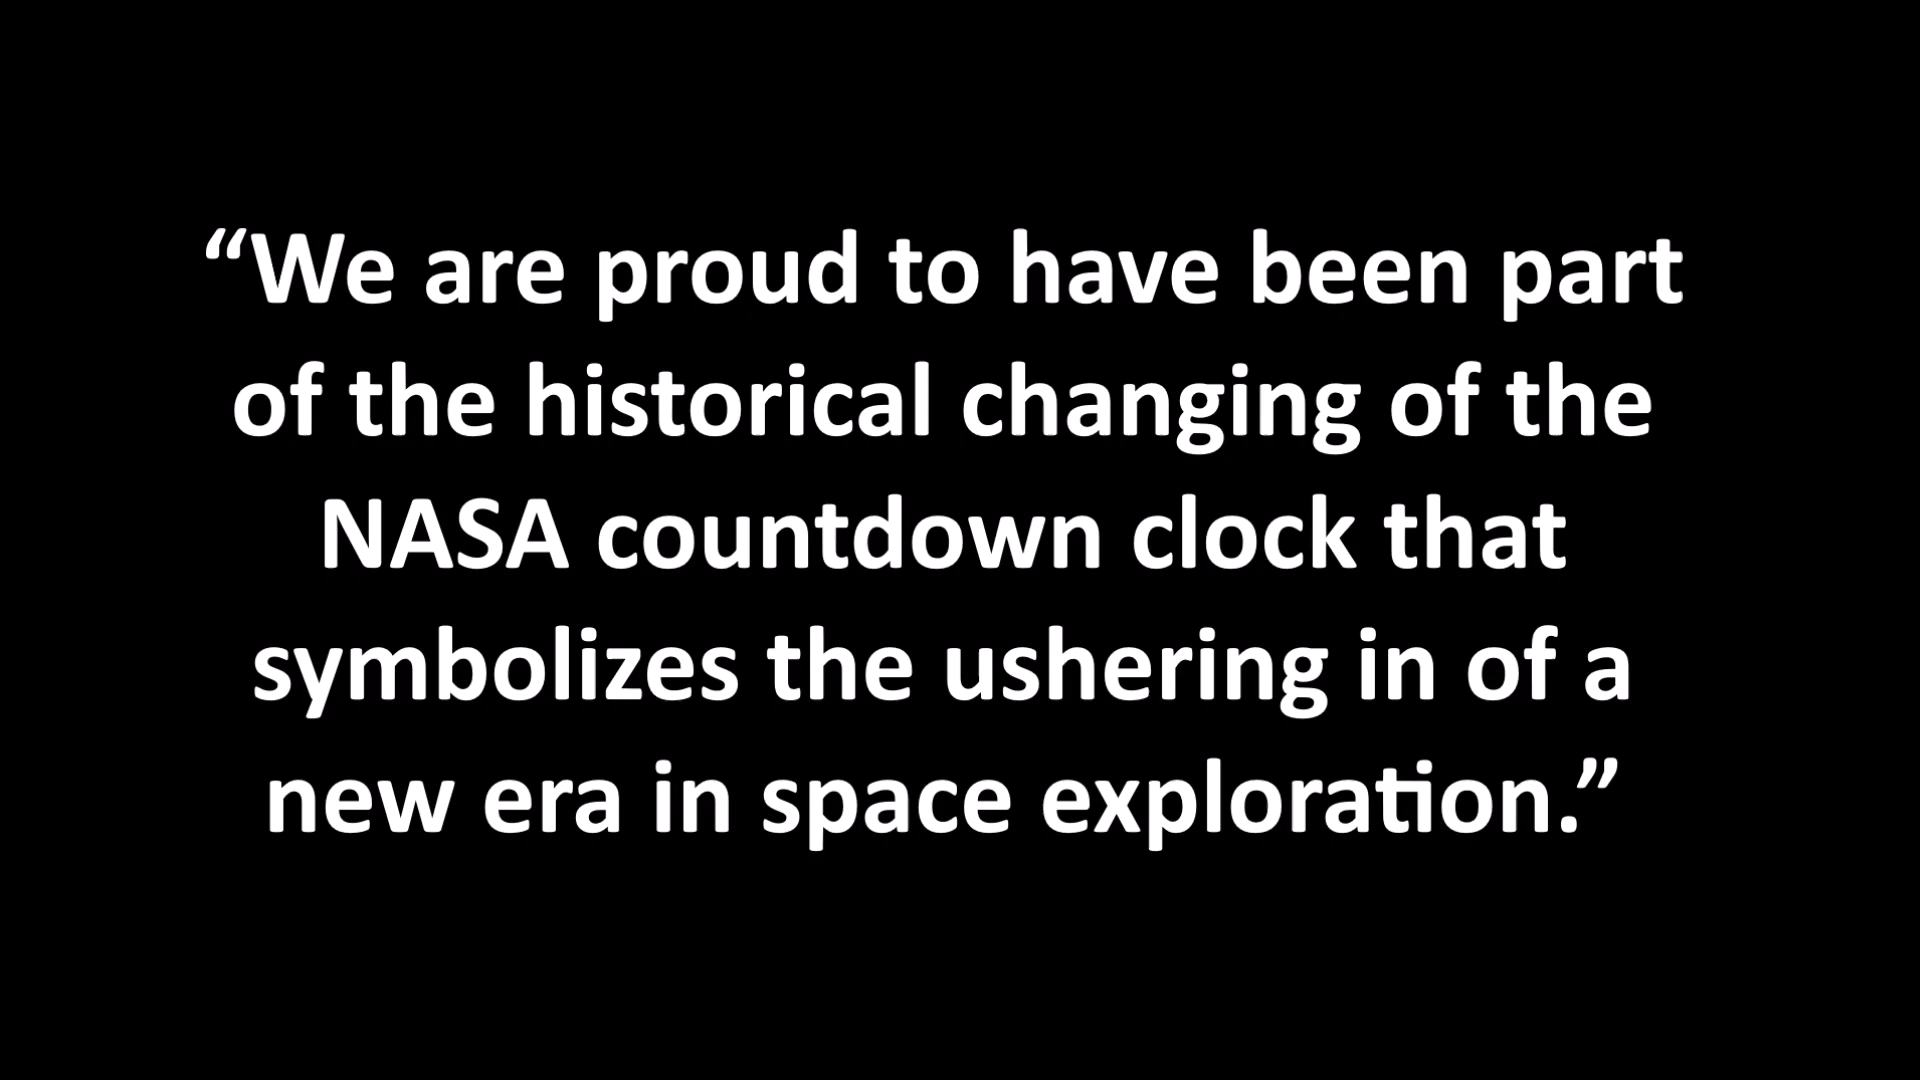 “We are proud to have been part
of the historical changing of the
NASA countdown clock that
symbolizes the ushering in of a
new era in space exploration.”